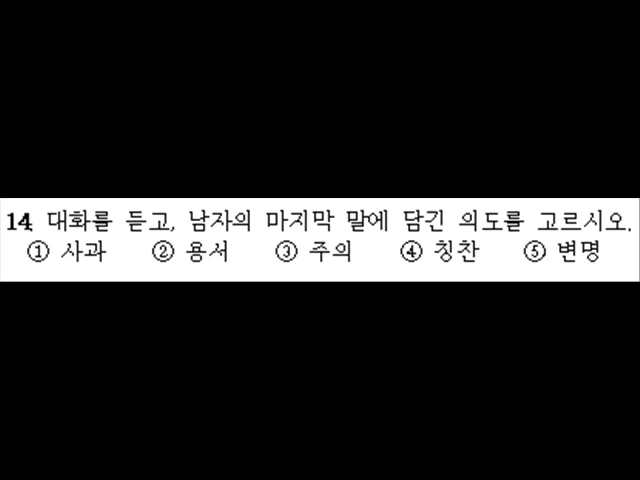 14. 대화를 듣고, 남자의 마지막 말에 담긴 의도를 고르시오.
① 사과 ② 용서 ③ 주의 ④ 칭찬 ⑤ 변명